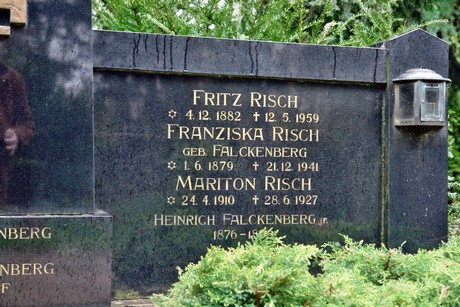 FRITZ RISCH
✡ 4.12.1882 ✝ 12.5.1959
FRANZISKA RISCH
GEB. FALCKENBERG
✡ 1.6.1879 ✝ 21.12.1941
MARITON RISCH
✡ 24.4.1910 ✝ 28.6.1927
HEINRICH FALCKENBERG JR.
1876-
ENBERG
ENBERG
F